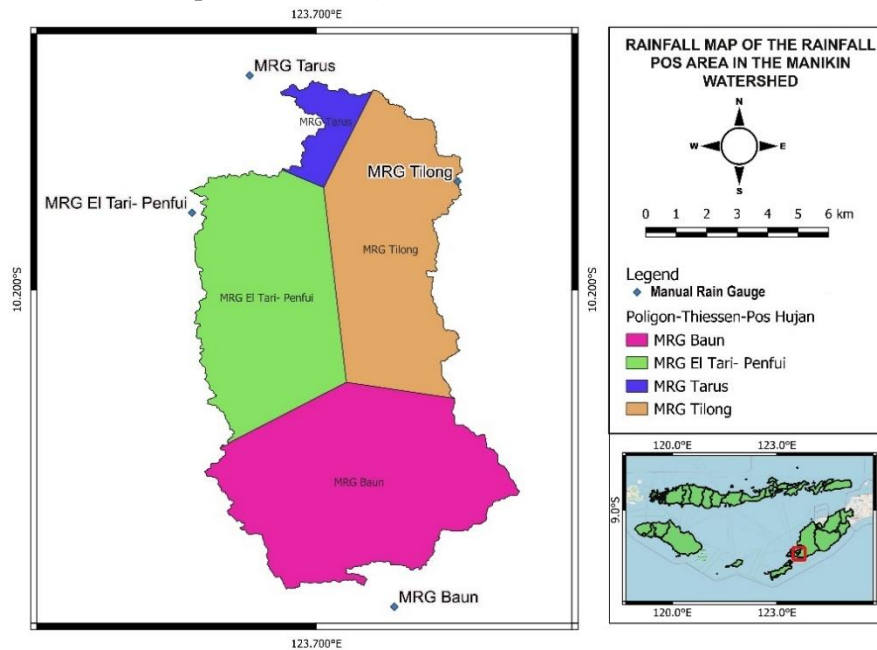 123.700°E
MRG Tarus
MRG Tarus
MRG Tilong
MRG El Tari- Penfui
MRG Tilong
MRG El Tari- Penfui
10.200°S
10.200°S
MRG Baun
MRG Baun
123.700°E
RAINFALL MAP OF THE RAINFALL
POS AREA IN THE MANIKIN
WATERSHED
N
W E
S
0 1 2 3 4 5 6 km
Legend
Manual Rain Gauge
Poligon-Thiessen-Pos Hujan
MRG Baun
MRG El Tari- Penfui
MRG Tarus
MRG Tilong
120.0°E 123.0°E
9.0°S
120.0°E 123.0°E